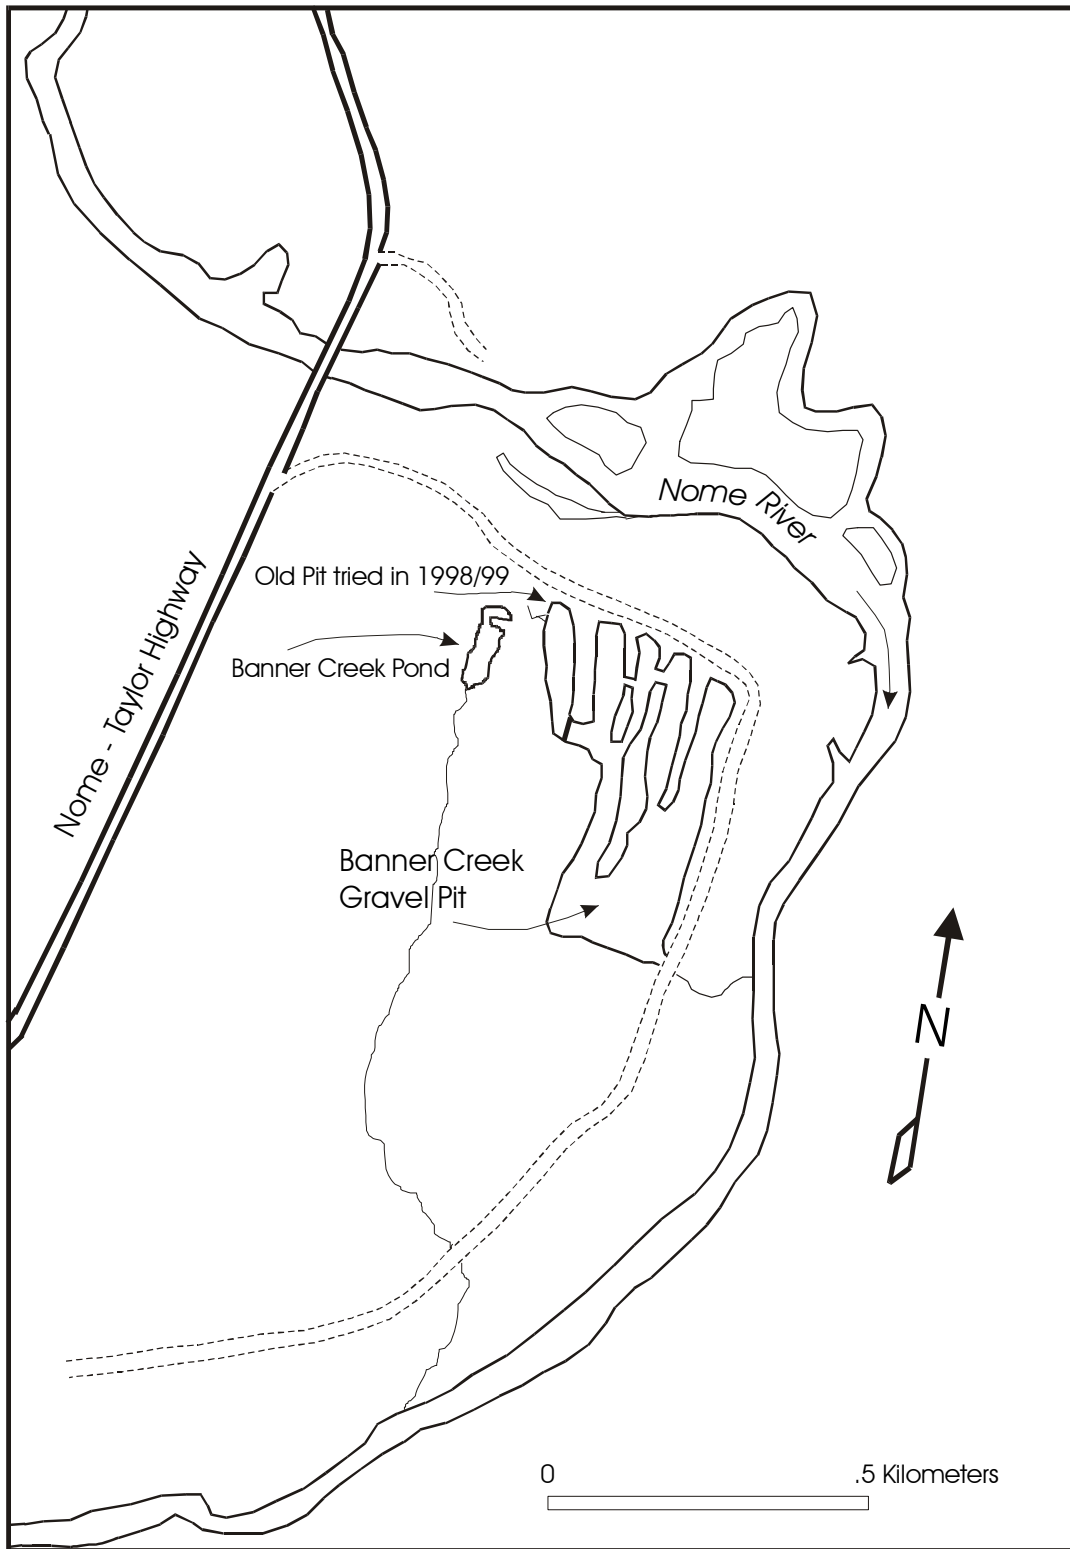 Nome River
Old Pit tried in 1998/99
Banner Creek Pond
Nome - Taylor Highway
Banner Creek
Gravel Pit
N
0 .5 Kilometers